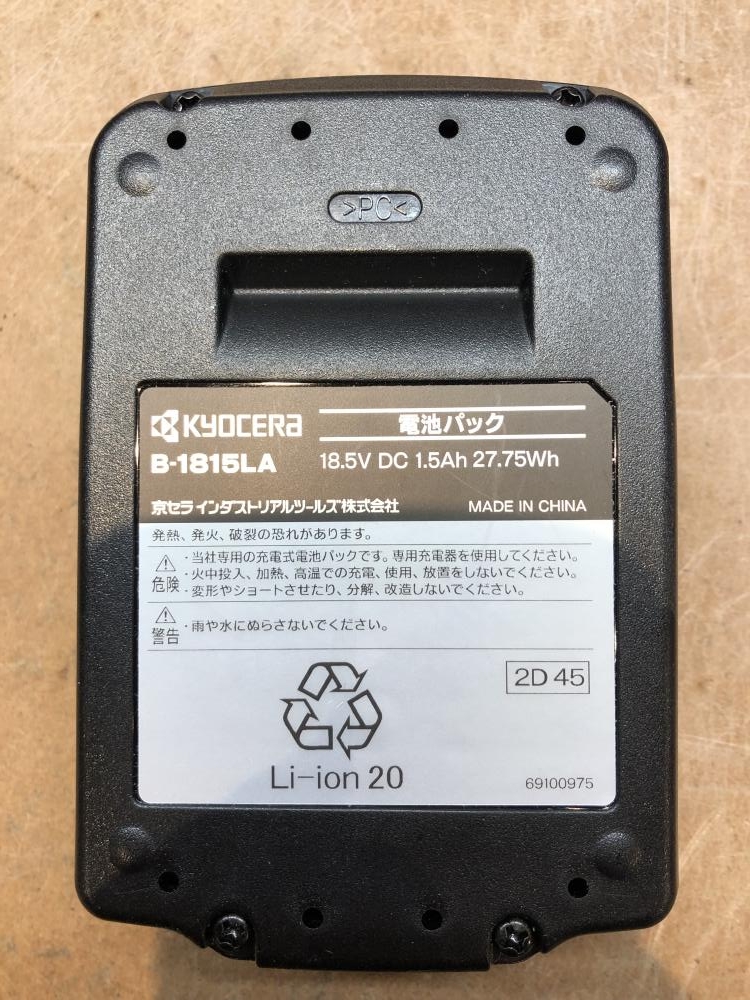 >PC<
KYOCERA
電池パック
B-1815LA
18.5V DC 1.5Ah 27.75Wh
京セラ インダストリアルツールズ株式会社
MADE IN CHINA
発熱、発火、破裂の恐れがあります。
危険
・当社専用の充電式電池パックです。専用充電器を使用してください。
・火中投入、加熱、高温での充電、使用、放置をしないでください。
・変形やショートさせたり、分解、改造しないでください。
警告
・雨や水にぬらさないでください。
2D 45
Li-ion 20
69100975